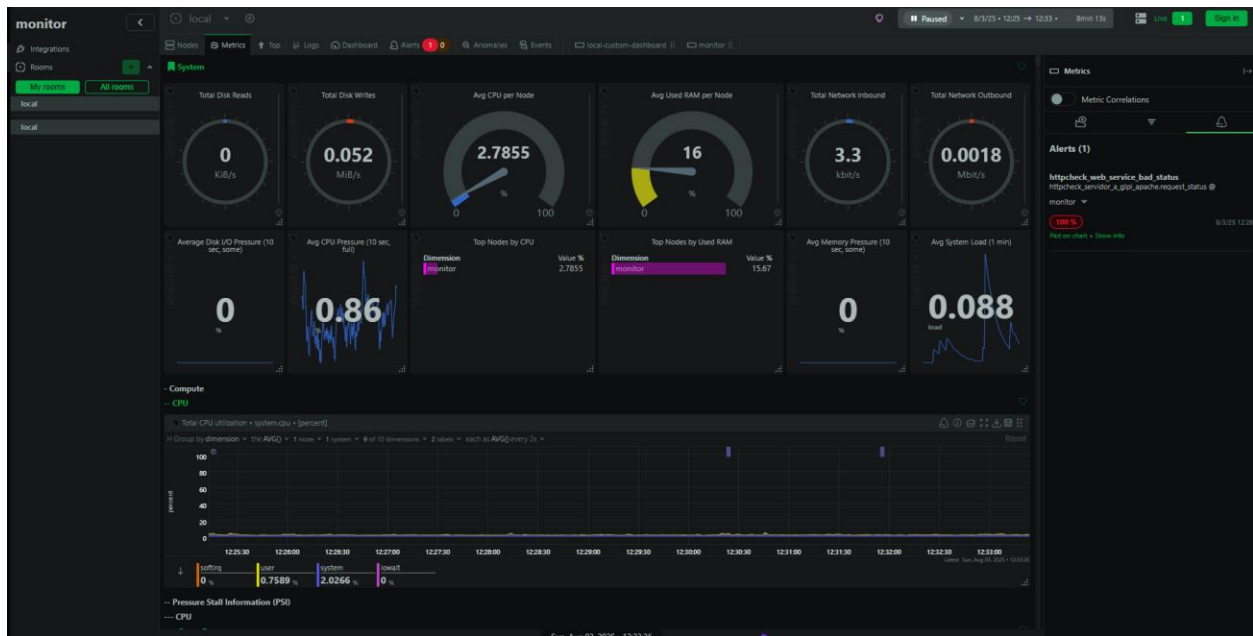 monitor
Integrations
Rooms
My rooms
All rooms
local
local
local
Paused
8/3/25 • 12:25 → 12:33 •
8min 13s
Live
1
Sign in
Nodes
Metrics
Top
Logs
Dashboard
Alerts
1
0
Anomalies
Events
local-custom-dashboard
monitor
System
Total Disk Reads
0
KiB/s
Total Disk Writes
0.052
MiB/s
Avg CPU per Node
2.7855
%
0
100
Avg Used RAM per Node
16
%
0
100
Total Network Inbound
3.3
kbit/s
Total Network Outbound
0.0018
Mbit/s
Average Disk I/O Pressure (10
sec, some)
0
%
Avg CPU Pressure (10 sec,
full)
0.86
%
Top Nodes by CPU
Dimension
Value %
monitor
2.7855
Top Nodes by Used RAM
Dimension
Value %
monitor
15.67
Avg Memory Pressure (10
sec, some)
0
%
Avg System Load (1 min)
0.088
load
- Compute
-- CPU
Total CPU utilization • system.cpu • [percent]
Group by dimension
the AVG()
1 node
1 system
9 of 10 dimensions
2 labels
each as AVG() every 2s
Reset
percent
100
80
60
40
20
0
12:25:30
12:26:00
12:26:30
12:27:00
12:27:30
12:28:00
12:28:30
12:29:00
12:29:30
12:30:00
12:30:30
12:31:00
12:31:30
12:32:00
12:32:30
12:33:00
Latest: Sun, Aug 03, 2025 •
softirq
0 %
user
0.7589 %
system
2.0266 %
iowait
0 %
-- Pressure Stall Information (PSI)
--- CPU
Metrics
Metric Correlations
Alerts (1)
httpcheck_web_service_bad_status
httpcheck_servidor_a_glpi_apache.request_status @
monitor
100 %
8/3/25 12:28
Plot on chart • Show info